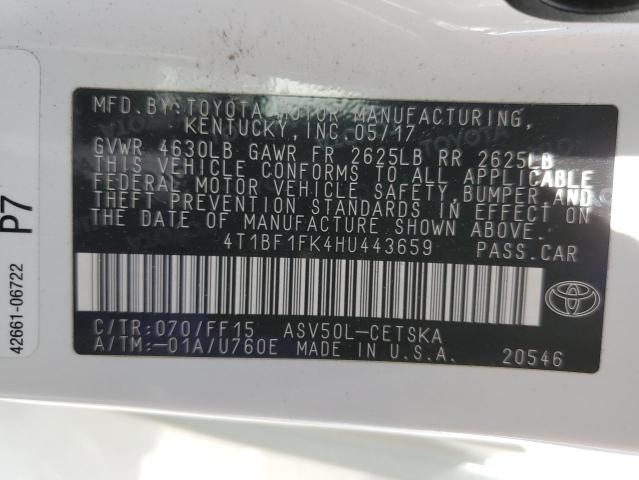 MFD. BY: TOYOTA MOTOR MANUFACTURING,
KENTUCKY, INC. 05/17
GVWR 4630LB GAWR FR 2625LB RR 2625LB
THIS VEHICLE CONFORMS TO ALL APPLICABLE
FEDERAL MOTOR VEHICLE SAFETY, BUMPER AND
THEFT PREVENTION STANDARDS IN EFFECT ON
THE DATE OF MANUFACTURE SHOWN ABOVE.
4T1BF1FK4HU443659 PASS.CAR
C/TR:070/FF15 ASV50L-CETSKA
A/TM:-01A/U760E MADE IN U.S.A. 20546
TOYOTA
42661-06722 P7